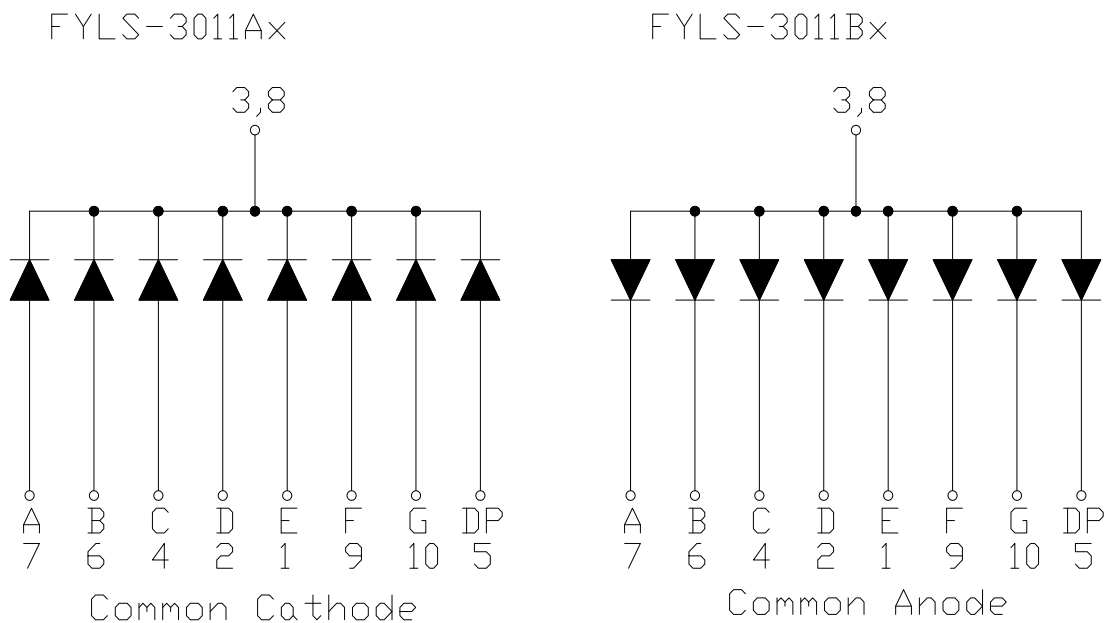 FYLS-3011Ax
3,8
A B C D E F G DP
7 6 4 2 1 9 10 5
Common Cathode
FYLS-3011Bx
3,8
A B C D E F G DP
7 6 4 2 1 9 10 5
Common Anode